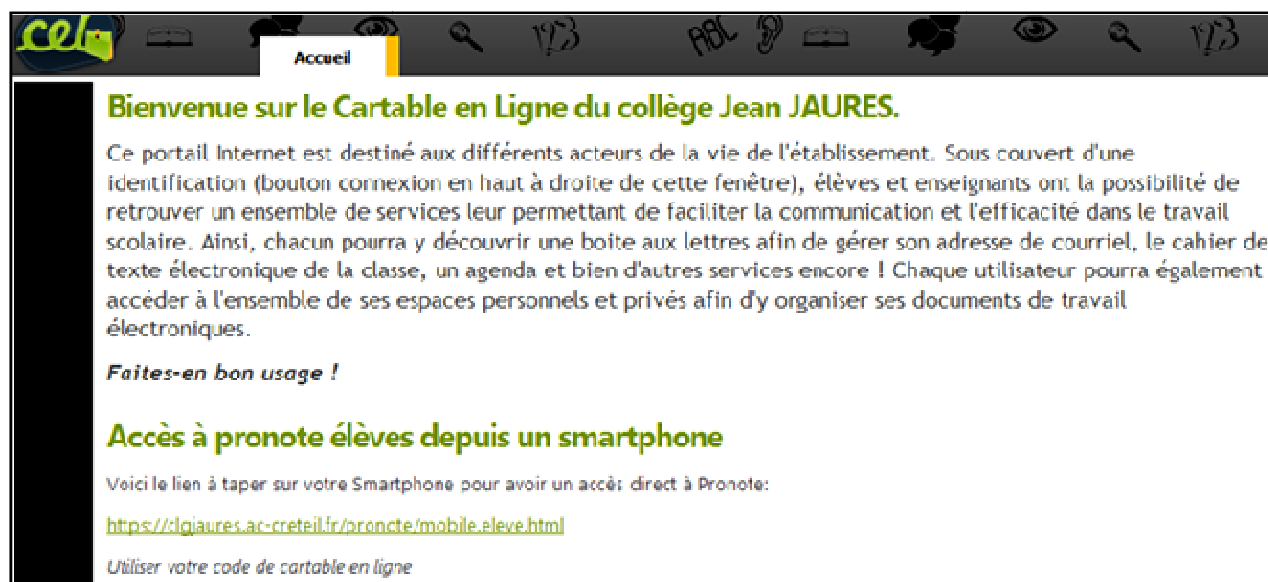 cel
123 ABC 123
Accueil
Bienvenue sur le Cartable en Ligne du collège Jean JAURES.
Ce portail Internet est destiné aux différents acteurs de la vie de l'établissement. Sous couvert d'une
identification (bouton connexion en haut à droite de cette fenêtre), élèves et enseignants ont la possibilité de
retrouver un ensemble de services leur permettant de faciliter la communication et l'efficacité dans le travail
scolaire. Ainsi, chacun pourra y découvrir une boite aux lettres afin de gérer son adresse de courriel, le cahier de
texte électronique de la classe, un agenda et bien d'autres services encore ! Chaque utilisateur pourra également
accéder à l'ensemble de ses espaces personnels et privés afin d'y organiser ses documents de travail
électroniques.
Faites-en bon usage !
Accès à pronote élèves depuis un smartphone
Voici le lien à taper sur votre Smartphone pour avoir un accès direct à Pronote:
https://clgjaures.ac-creteil.fr/pronote/mobile.eleve.html
Utiliser votre code de cartable en ligne